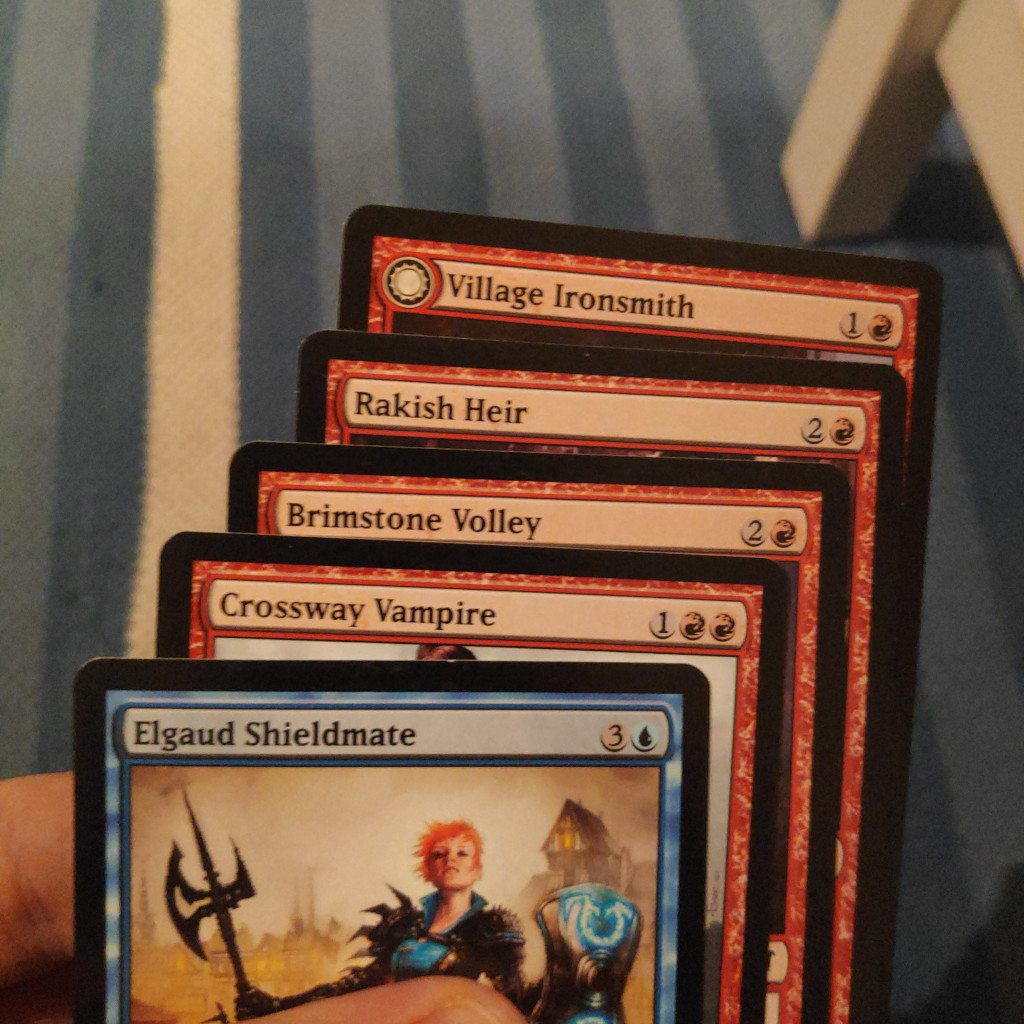 Village Ironsmith 1
Rakish Heir 2
Brimstone Volley 2
Crossway Vampire 1
Elgaud Shieldmate 3